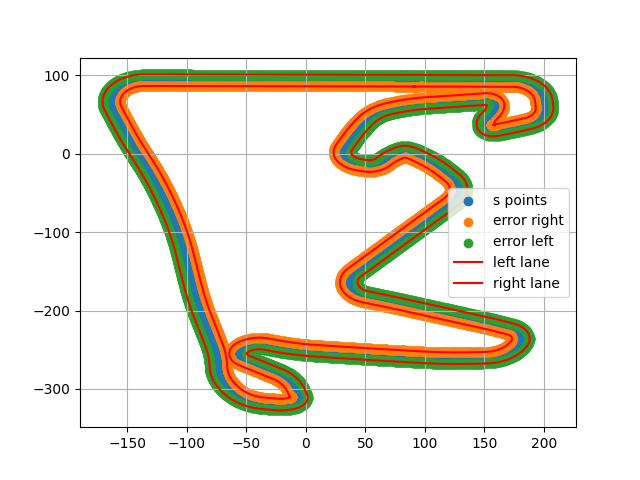 100
0
−100
−200
−300
−150 −100 −50 0 50 100 150 200
s points
error right
error left
left lane
right lane